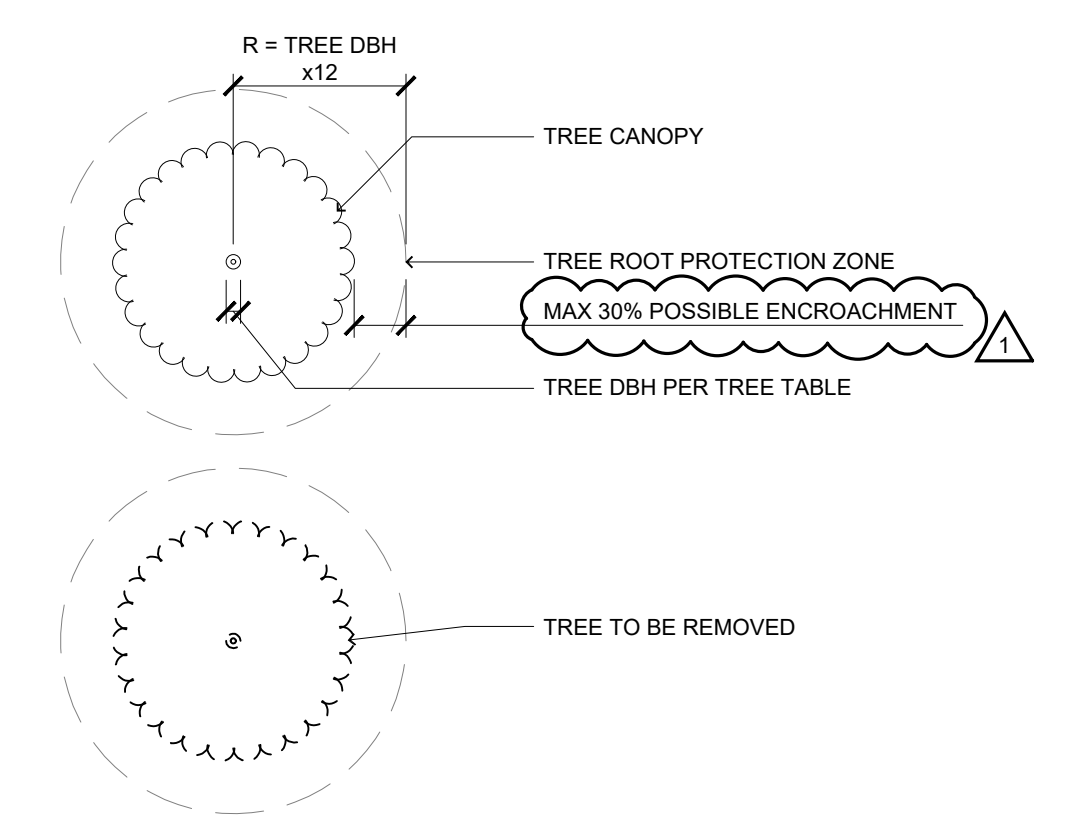 R = TREE DBH
x12
TREE CANOPY
TREE ROOT PROTECTION ZONE
MAX 30% POSSIBLE ENCROACHMENT
1
TREE DBH PER TREE TABLE
TREE TO BE REMOVED